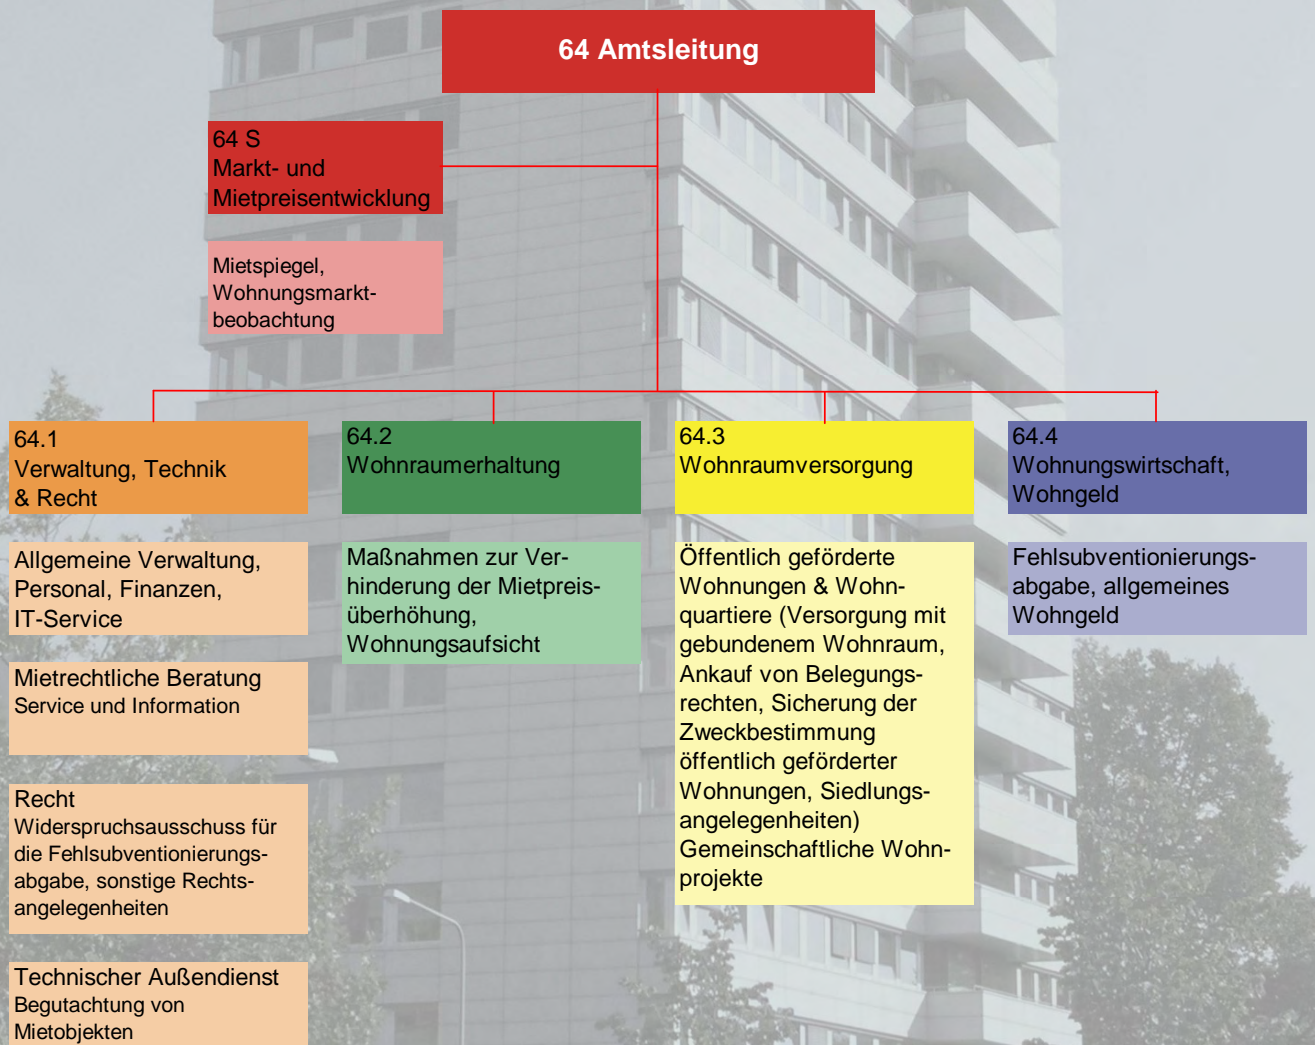 64 Amtsleitung
64 S
Markt- und
Mietpreisentwicklung
Mietspiegel,
Wohnungsmarkt-
beobachtung
64.1
Verwaltung, Technik
& Recht
Allgemeine Verwaltung,
Personal, Finanzen,
IT-Service
Mietrechtliche Beratung
Service und Information
Recht
Widerspruchsausschuss für
die Fehlsubventionierungs-
abgabe, sonstige Rechts-
angelegenheiten
Technischer Außendienst
Begutachtung von
Mietobjekten
64.2
Wohnraumerhaltung
Maßnahmen zur Ver-
hinderung der Mietpreis-
überhöhung,
Wohnungsaufsicht
64.3
Wohnraumversorgung
Öffentlich geförderte
Wohnungen & Wohn-
quartiere (Versorgung mit
gebundenem Wohnraum,
Ankauf von Belegungs-
rechten, Sicherung der
Zweckbestimmung
öffentlich geförderter
Wohnungen, Siedlungs-
angelegenheiten)
Gemeinschaftliche Wohn-
projekte
64.4
Wohnungswirtschaft,
Wohngeld
Fehlsubventionierungs-
abgabe, allgemeines
Wohngeld